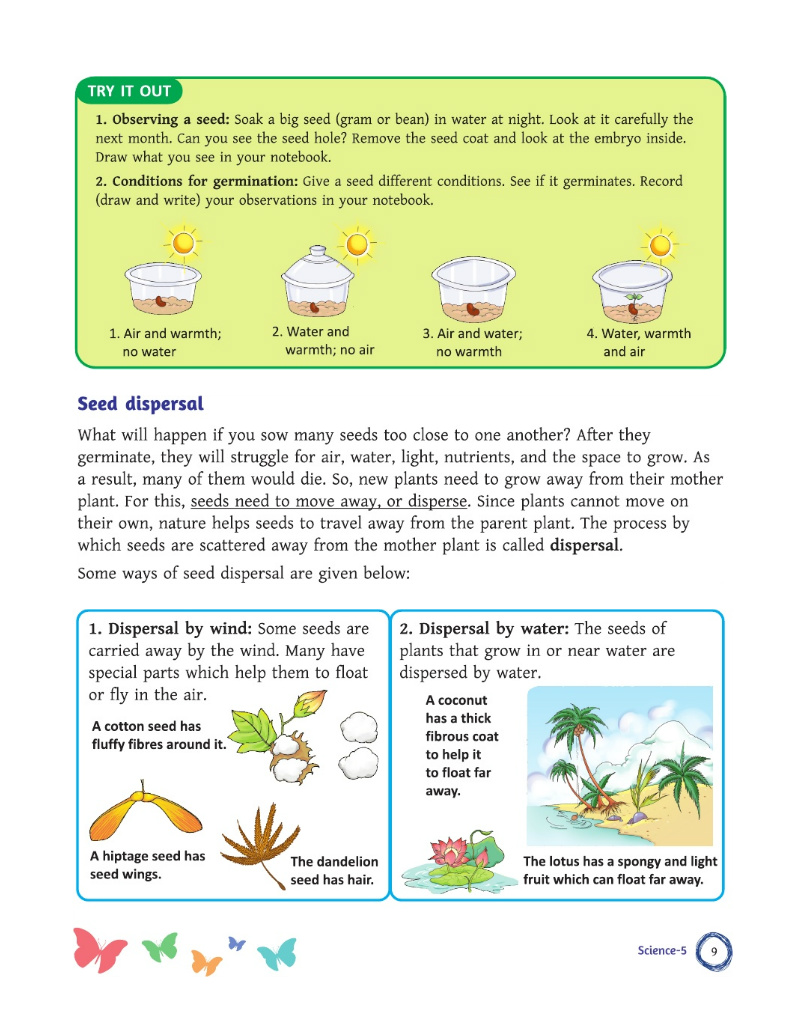 TRY IT OUT
1. Observing a seed: Soak a big seed (gram or bean) in water at night. Look at it carefully the
next month. Can you see the seed hole? Remove the seed coat and look at the embryo inside.
Draw what you see in your notebook.
2. Conditions for germination: Give a seed different conditions. See if it germinates. Record
(draw and write) your observations in your notebook.
1. Air and warmth;
no water
2. Water and
warmth; no air
3. Air and water;
no warmth
4. Water, warmth
and air
Seed dispersal
What will happen if you sow many seeds too close to one another? After they
germinate, they will struggle for air, water, light, nutrients, and the space to grow. As
a result, many of them would die. So, new plants need to grow away from their mother
plant. For this, seeds need to move away, or disperse. Since plants cannot move on
their own, nature helps seeds to travel away from the parent plant. The process by
which seeds are scattered away from the mother plant is called dispersal.
Some ways of seed dispersal are given below:
1. Dispersal by wind: Some seeds are
carried away by the wind. Many have
special parts which help them to float
or fly in the air.
A cotton seed has
fluffy fibres around it.
A hiptage seed has
seed wings.
The dandelion
seed has hair.
2. Dispersal by water: The seeds of
plants that grow in or near water are
dispersed by water.
A coconut
has a thick
fibrous coat
to help it
to float far
away.
The lotus has a spongy and light
fruit which can float far away.
Science-5 9